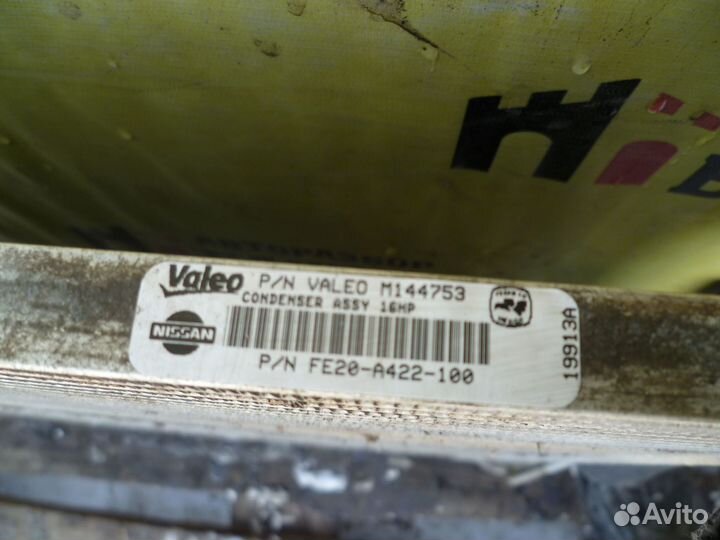 Valeo P/N VALEO M144753
CONDENSER ASSY 16HP
NISSAN
P/N FE20-A422-100
19913A
Avito